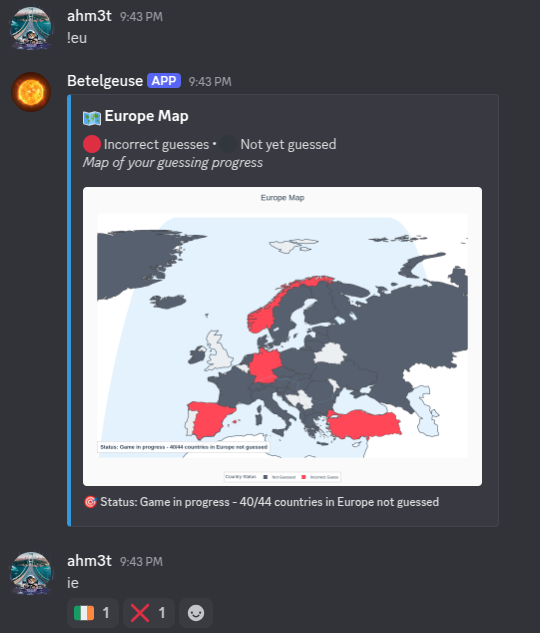 ahm3t 9:43 PM
!eu
Betelgeuse APP 9:43 PM
Europe Map
Incorrect guesses • Not yet guessed
Map of your guessing progress
Europe Map
Status: Game in progress - 40/44 countries in Europe not guessed
Country Status Not Guessed Incorrect Guess
Status: Game in progress - 40/44 countries in Europe not guessed
ahm3t 9:43 PM
ie
1 1